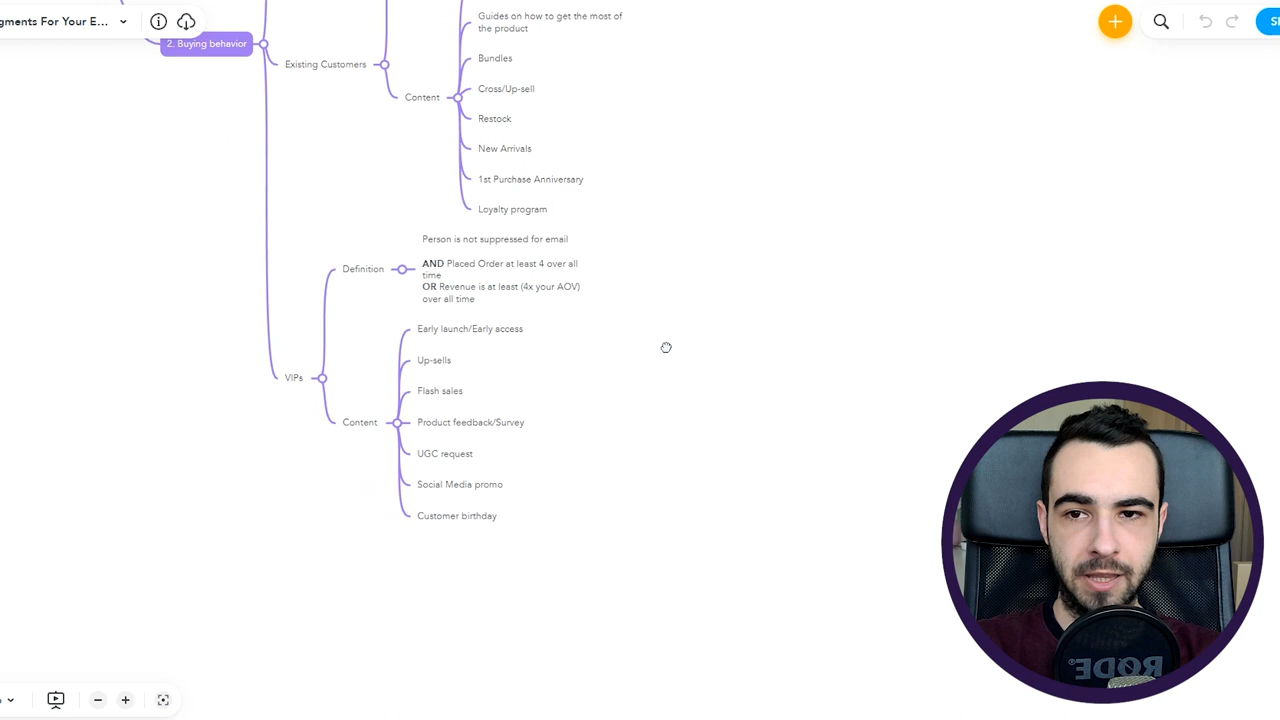 gments For Your E...
2. Buying behavior
Existing Customers
Content
Guides on how to get the most of
the product
Bundles
Cross/Up-sell
Restock
New Arrivals
1st Purchase Anniversary
Loyalty program
VIPs
Definition
Person is not suppressed for email
AND Placed Order at least 4 over all
time
OR Revenue is at least (4x your AOV)
over all time
Content
Early launch/Early access
Up-sells
Flash sales
Product feedback/Survey
UGC request
Social Media promo
Customer birthday
RØDE